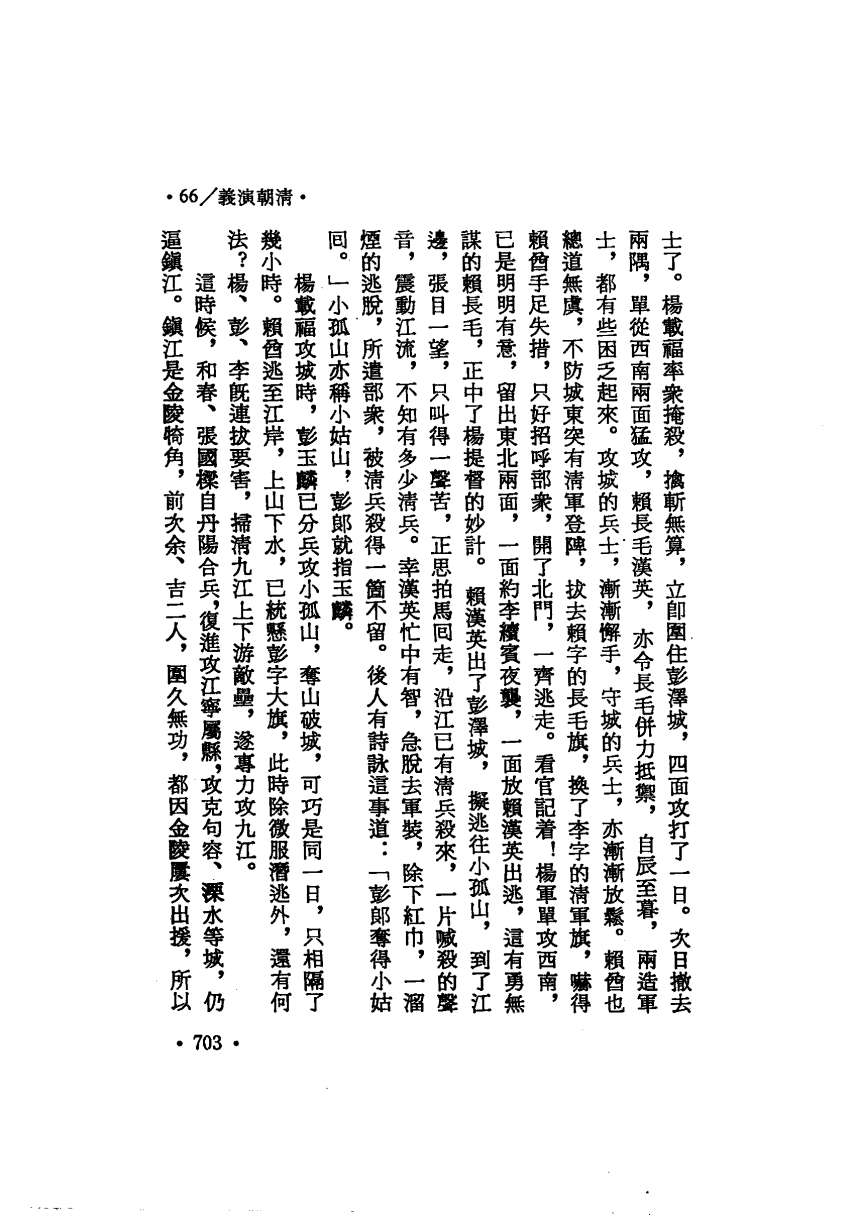 •66／義演朝清•
士了。楊載福率衆掩殺，擒斬無算，立卽圍住彭澤城，四面攻打了一日。次日撤去
兩隅，單從西南兩面猛攻，賴長毛漢英，亦令長毛併力抵禦，自辰至暮，兩造軍
士，都有些困乏起來。攻城的兵士，漸漸懈手，守城的兵士，亦漸漸放鬆。賴酋也
總道無虞，不防城東突有清軍登陴，拔去賴字的長毛旗，換了李字的清軍旗，嚇得
賴酋手足失措，只好招呼部衆，開了北門，一齊逃走。看官記着！楊軍單攻西南，
已是明明有意，留出東北兩面，一面約李續賓夜襲，一面放賴漢英出逃，這有勇無
謀的賴長毛，正中了楊提督的妙計。賴漢英出了彭澤城，擬逃往小孤山，到了江
邊，張目一望，只叫得一聲苦，正思拍馬囘走，沿江已有清兵殺來，一片喊殺的聲
音，震動江流，不知有多少清兵。幸漢英忙中有智，急脫去軍裝，除下紅巾，一溜
煙的逃脫，所遣部衆，被清兵殺得一箇不留。後人有詩詠這事道：「彭郎奪得小姑
囘。」小孤山亦稱小姑山，彭郎就指玉麟。
楊載福攻城時，彭玉麟已分兵攻小孤山，奪山破城，可巧是同一日，只相隔了
幾小時。賴酋逃至江岸，上山下水，已統懸彭字大旗，此時除微服潛逃外，還有何
法？楊、彭、李旣連拔要害，掃清九江上下游敵壘，遂專力攻九江。
這時候，和春、張國樑自丹陽合兵，復進攻江寧屬縣，攻克句容、溧水等城，仍
逼鎮江。鎮江是金陵犄角，前次余、吉二人，圍久無功，都因金陵屢次出援，所以
•703•